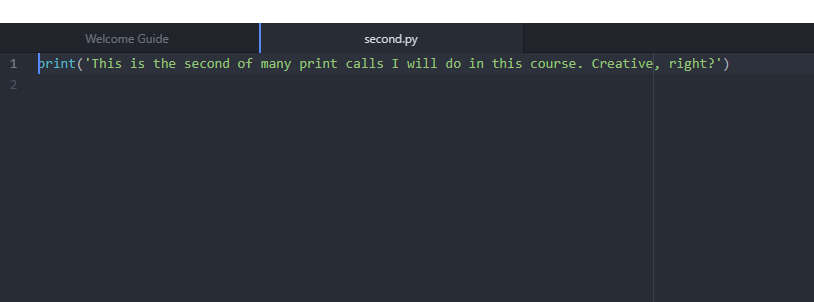 Welcome Guide
second.py
1 print('This is the second of many print calls I will do in this course. Creative, right?')
2